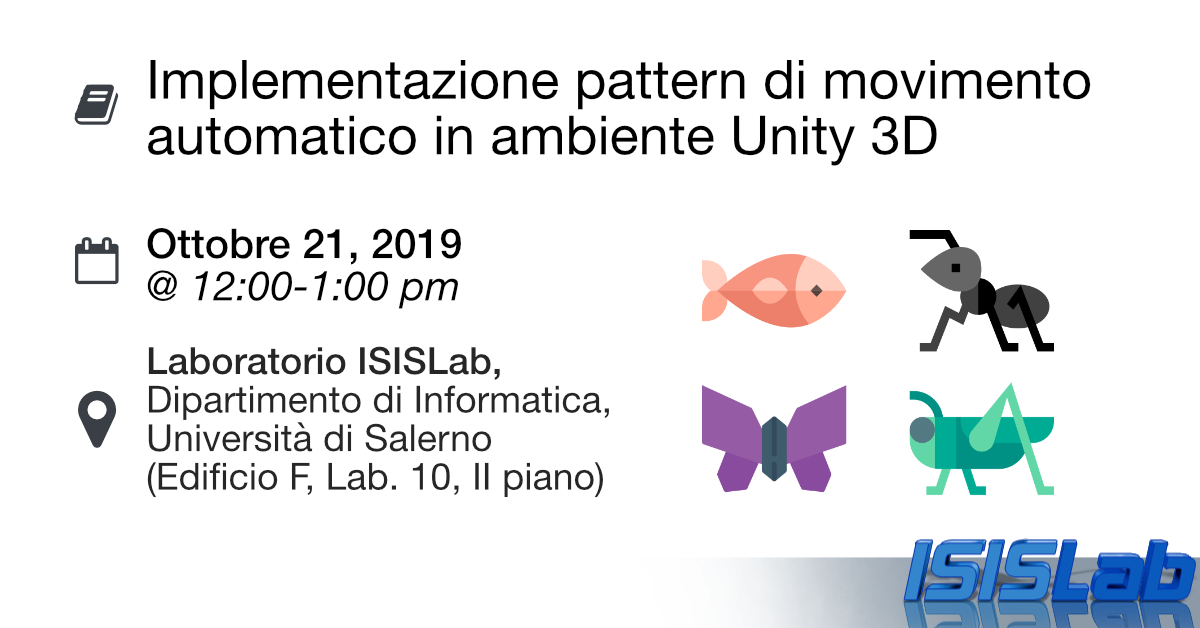 Implementazione pattern di movimento
automatico in ambiente Unity 3D
Ottobre 21, 2019
@ 12:00-1:00 pm
Laboratorio ISISLab,
Dipartimento di Informatica,
Università di Salerno
(Edificio F, Lab. 10, II piano)
ISISLab